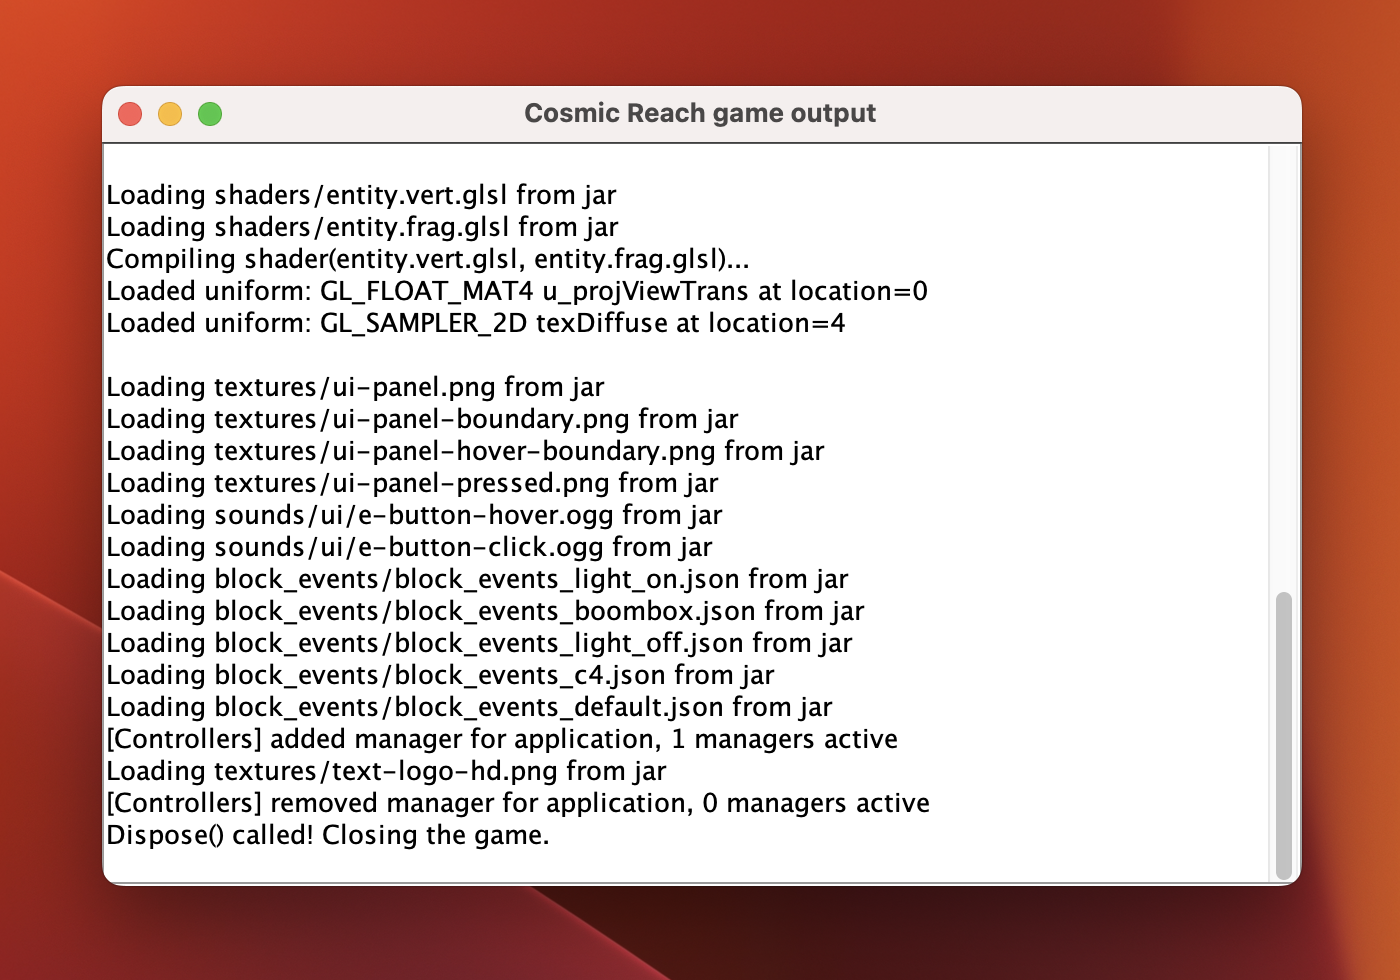 Cosmic Reach game output
Loading shaders/entity.vert.glsl from jar
Loading shaders/entity.frag.glsl from jar
Compiling shader(entity.vert.glsl, entity.frag.glsl)...
Loaded uniform: GL_FLOAT_MAT4 u_projViewTrans at location=0
Loaded uniform: GL_SAMPLER_2D texDiffuse at location=4
Loading textures/ui-panel.png from jar
Loading textures/ui-panel-boundary.png from jar
Loading textures/ui-panel-hover-boundary.png from jar
Loading textures/ui-panel-pressed.png from jar
Loading sounds/ui/e-button-hover.ogg from jar
Loading sounds/ui/e-button-click.ogg from jar
Loading block_events/block_events_light_on.json from jar
Loading block_events/block_events_boombox.json from jar
Loading block_events/block_events_light_off.json from jar
Loading block_events/block_events_c4.json from jar
Loading block_events/block_events_default.json from jar
[Controllers] added manager for application, 1 managers active
Loading textures/text-logo-hd.png from jar
[Controllers] removed manager for application, 0 managers active
Dispose() called! Closing the game.